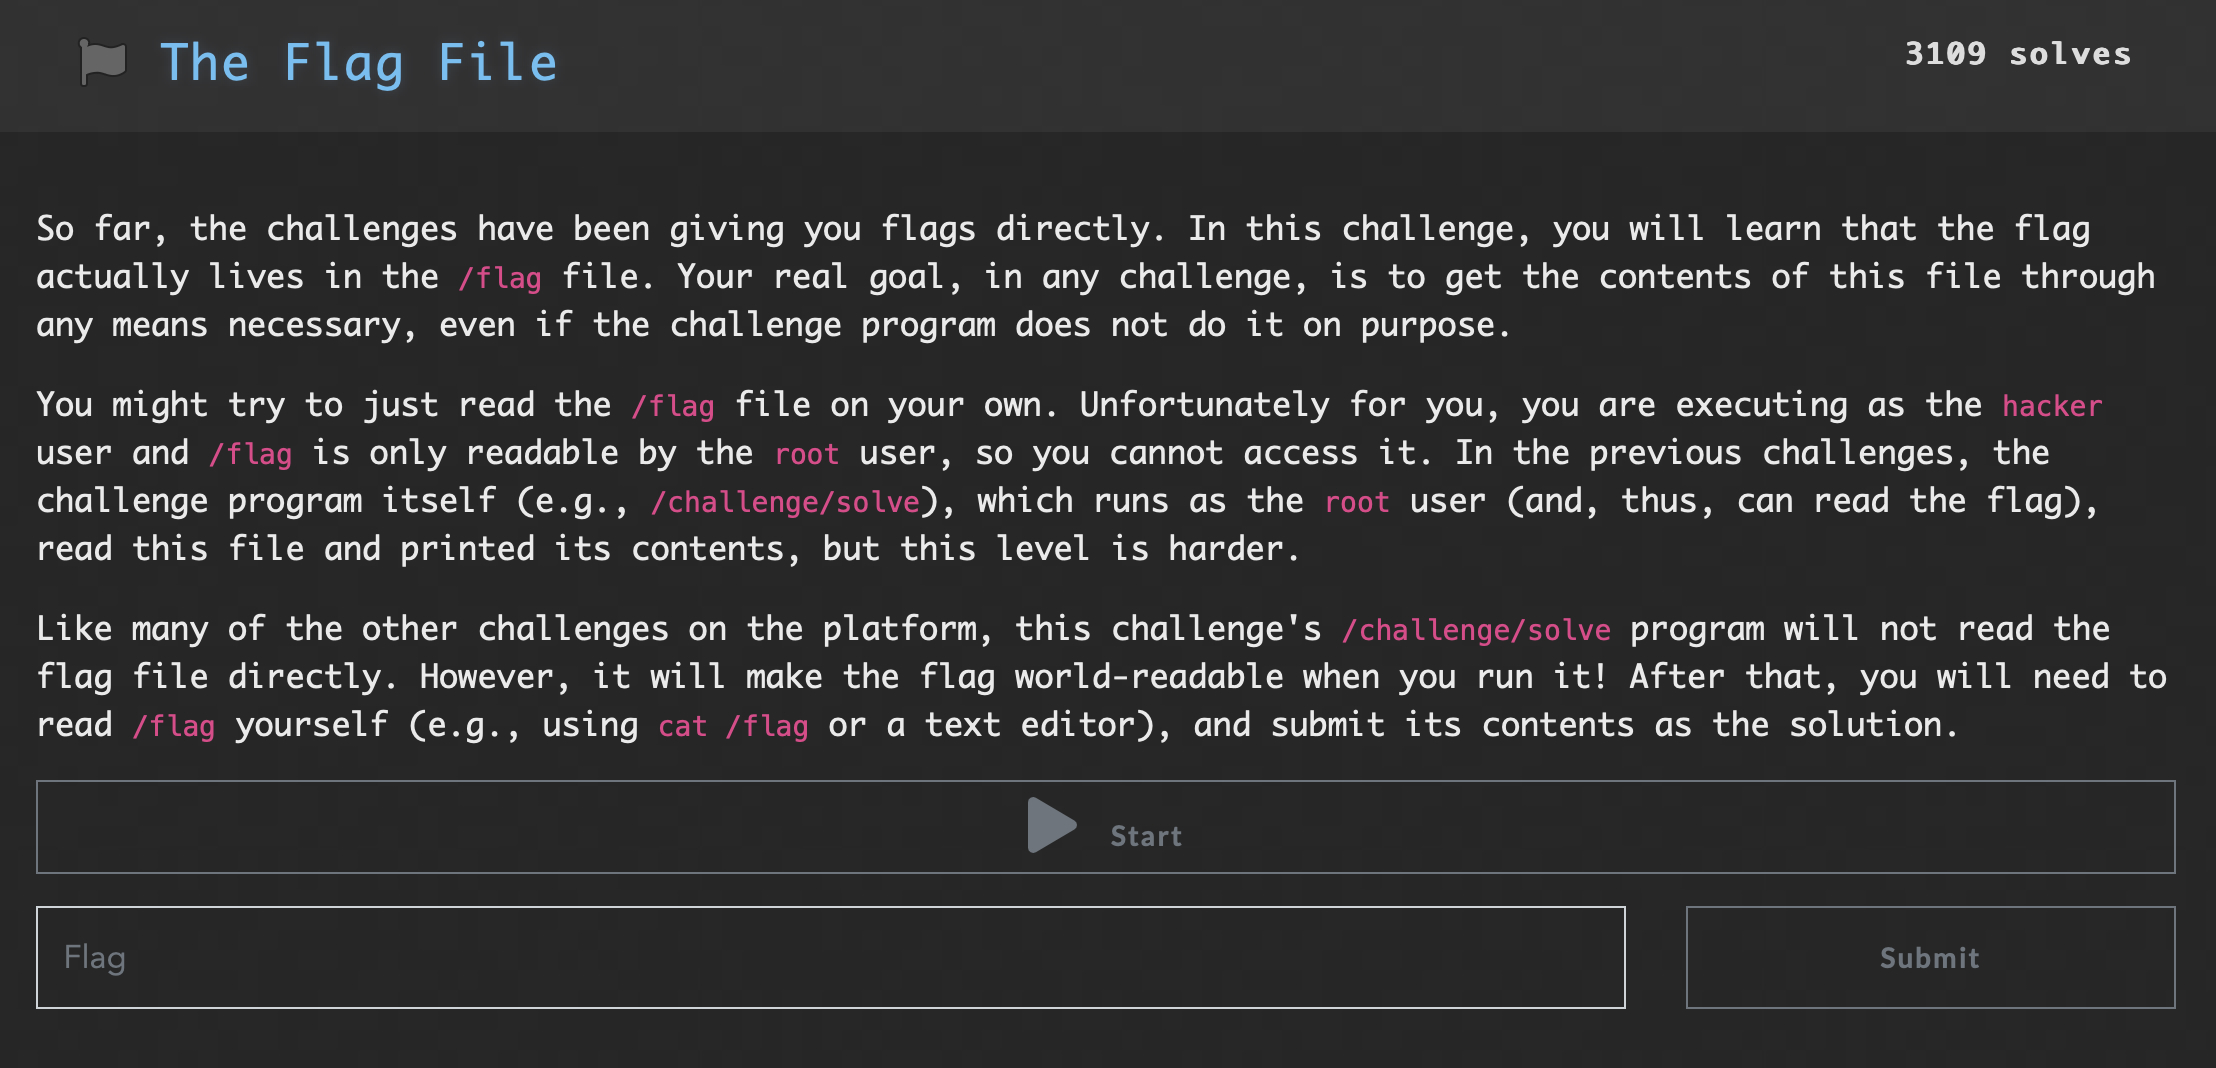 The Flag File
3109 solves
So far, the challenges have been giving you flags directly. In this challenge, you will learn that the flag
actually lives in the /flag file. Your real goal, in any challenge, is to get the contents of this file through
any means necessary, even if the challenge program does not do it on purpose.
You might try to just read the /flag file on your own. Unfortunately for you, you are executing as the hacker
user and /flag is only readable by the root user, so you cannot access it. In the previous challenges, the
challenge program itself (e.g., /challenge/solve), which runs as the root user (and, thus, can read the flag),
read this file and printed its contents, but this level is harder.
Like many of the other challenges on the platform, this challenge's /challenge/solve program will not read the
flag file directly. However, it will make the flag world-readable when you run it! After that, you will need to
read /flag yourself (e.g., using cat /flag or a text editor), and submit its contents as the solution.
Start
Flag
Submit